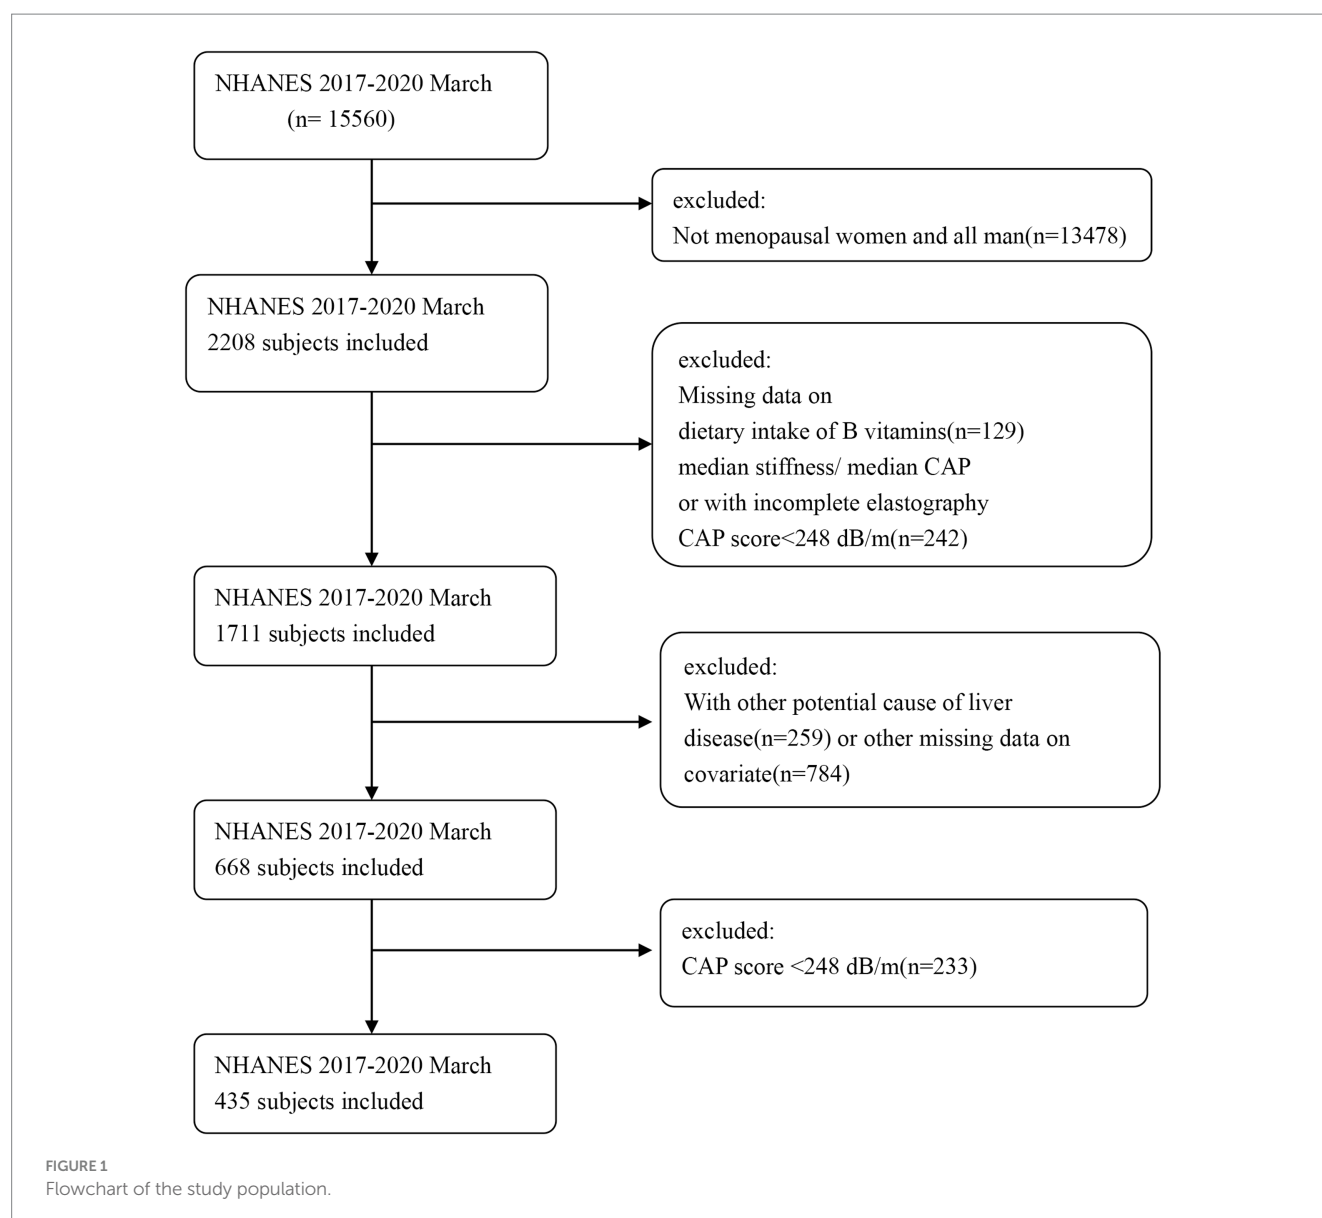 NHANES 2017-2020 March
(n= 15560)
excluded:
Not menopausal women and all man(n=13478)
NHANES 2017-2020 March
2208 subjects included
excluded:
Missing data on
dietary intake of B vitamins(n=129)
median stiffness/ median CAP
or with incomplete elastography
CAP score<248 dB/m(n=242)
NHANES 2017-2020 March
1711 subjects included
excluded:
With other potential cause of liver
disease(n=259) or other missing data on
covariate(n=784)
NHANES 2017-2020 March
668 subjects included
excluded:
CAP score <248 dB/m(n=233)
NHANES 2017-2020 March
435 subjects included
FIGURE 1
Flowchart of the study population.